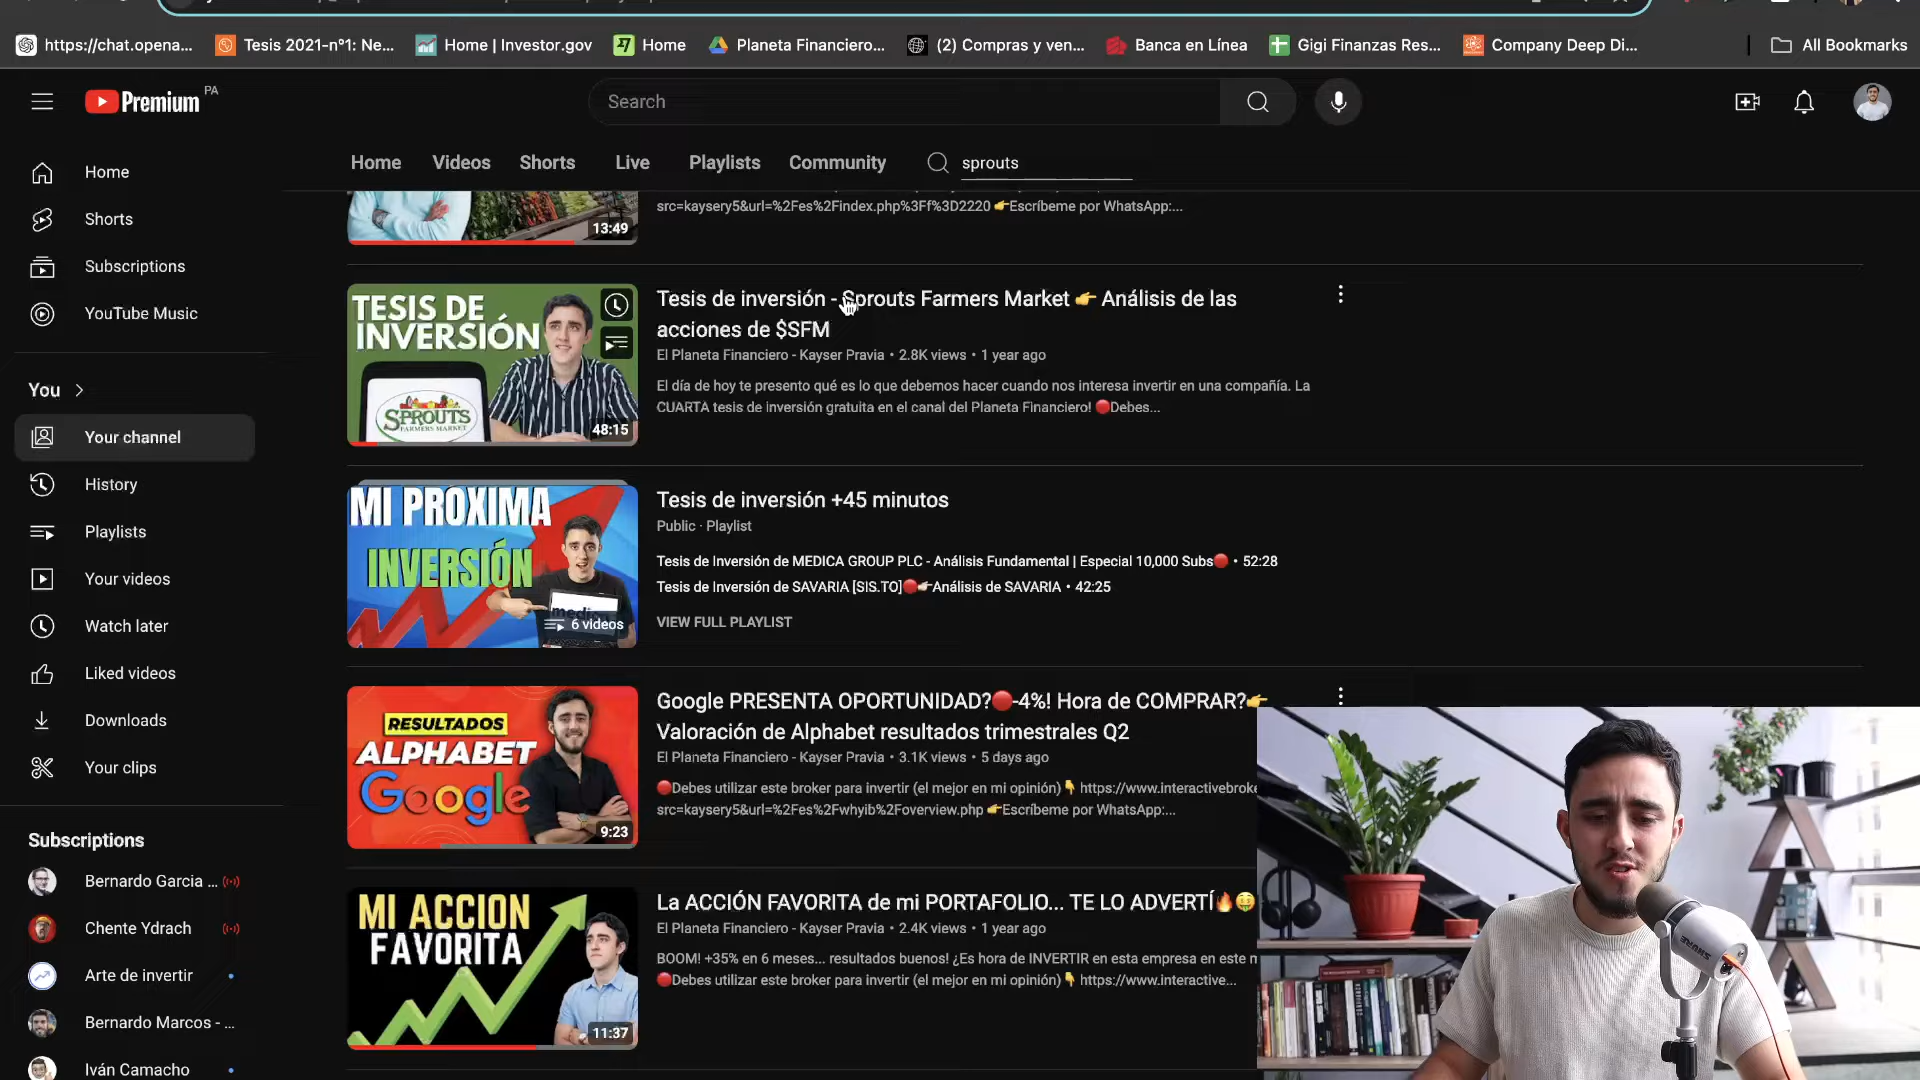 https://chat.opena...
Tesis 2021-nº1: Ne...
Home | Investor.gov
Home
Planeta Financiero...
(2) Compras y ven...
Banca en Línea
Gigi Finanzas Res...
Company Deep Di...
All Bookmarks
Premium PA
Search
Home
Videos
Shorts
Live
Playlists
Community
sprouts
Home
Shorts
Subscriptions
YouTube Music
You
Your channel
History
Playlists
Your videos
Watch later
Liked videos
Downloads
Your clips
Subscriptions
Bernardo Garcia ...
Chente Ydrach
Arte de invertir
Bernardo Marcos - ...
Iván Camacho
13:49
src=kaysery5&url=%2Fes%2Findex.php%3Ff%3D2220 👉Escríbeme por WhatsApp:...
TESIS DE
INVERSIÓN
SPROUTS
FARMERS MARKET
48:15
Tesis de inversión - Sprouts Farmers Market 👉 Análisis de las
acciones de $SFM
El Planeta Financiero - Kayser Pravia • 2.8K views • 1 year ago
El día de hoy te presento qué es lo que debemos hacer cuando nos interesa invertir en una compañía. La
CUARTA tesis de inversión gratuita en el canal del Planeta Financiero! 🔴Debes...
MI PROXIMA
INVERSIÓN
6 videos
Tesis de inversión +45 minutos
Public · Playlist
Tesis de Inversión de MEDICA GROUP PLC - Análisis Fundamental | Especial 10,000 Subs🔴 • 52:28
Tesis de Inversión de SAVARIA [SIS.TO]🔴👉Análisis de SAVARIA • 42:25
VIEW FULL PLAYLIST
RESULTADOS
ALPHABET
Google
9:23
Google PRESENTA OPORTUNIDAD?🔴-4%! Hora de COMPRAR?👉
Valoración de Alphabet resultados trimestrales Q2
El Planeta Financiero - Kayser Pravia • 3.1K views • 5 days ago
🔴Debes utilizar este broker para invertir (el mejor en mi opinión)👇 https://www.interactivebroke
src=kaysery5&url=%2Fes%2Fwhyib%2Foverview.php 👉Escríbeme por WhatsApp:...
MI ACCION
FAVORITA
11:37
La ACCIÓN FAVORITA de mi PORTAFOLIO... TE LO ADVERTÍ🔥🤑
El Planeta Financiero - Kayser Pravia • 2.4K views • 1 year ago
BOOM! +35% en 6 meses... resultados buenos! ¿Es hora de INVERTIR en esta empresa en este m
🔴Debes utilizar este broker para invertir (el mejor en mi opinión)👇 https://www.interactive...
SHURE